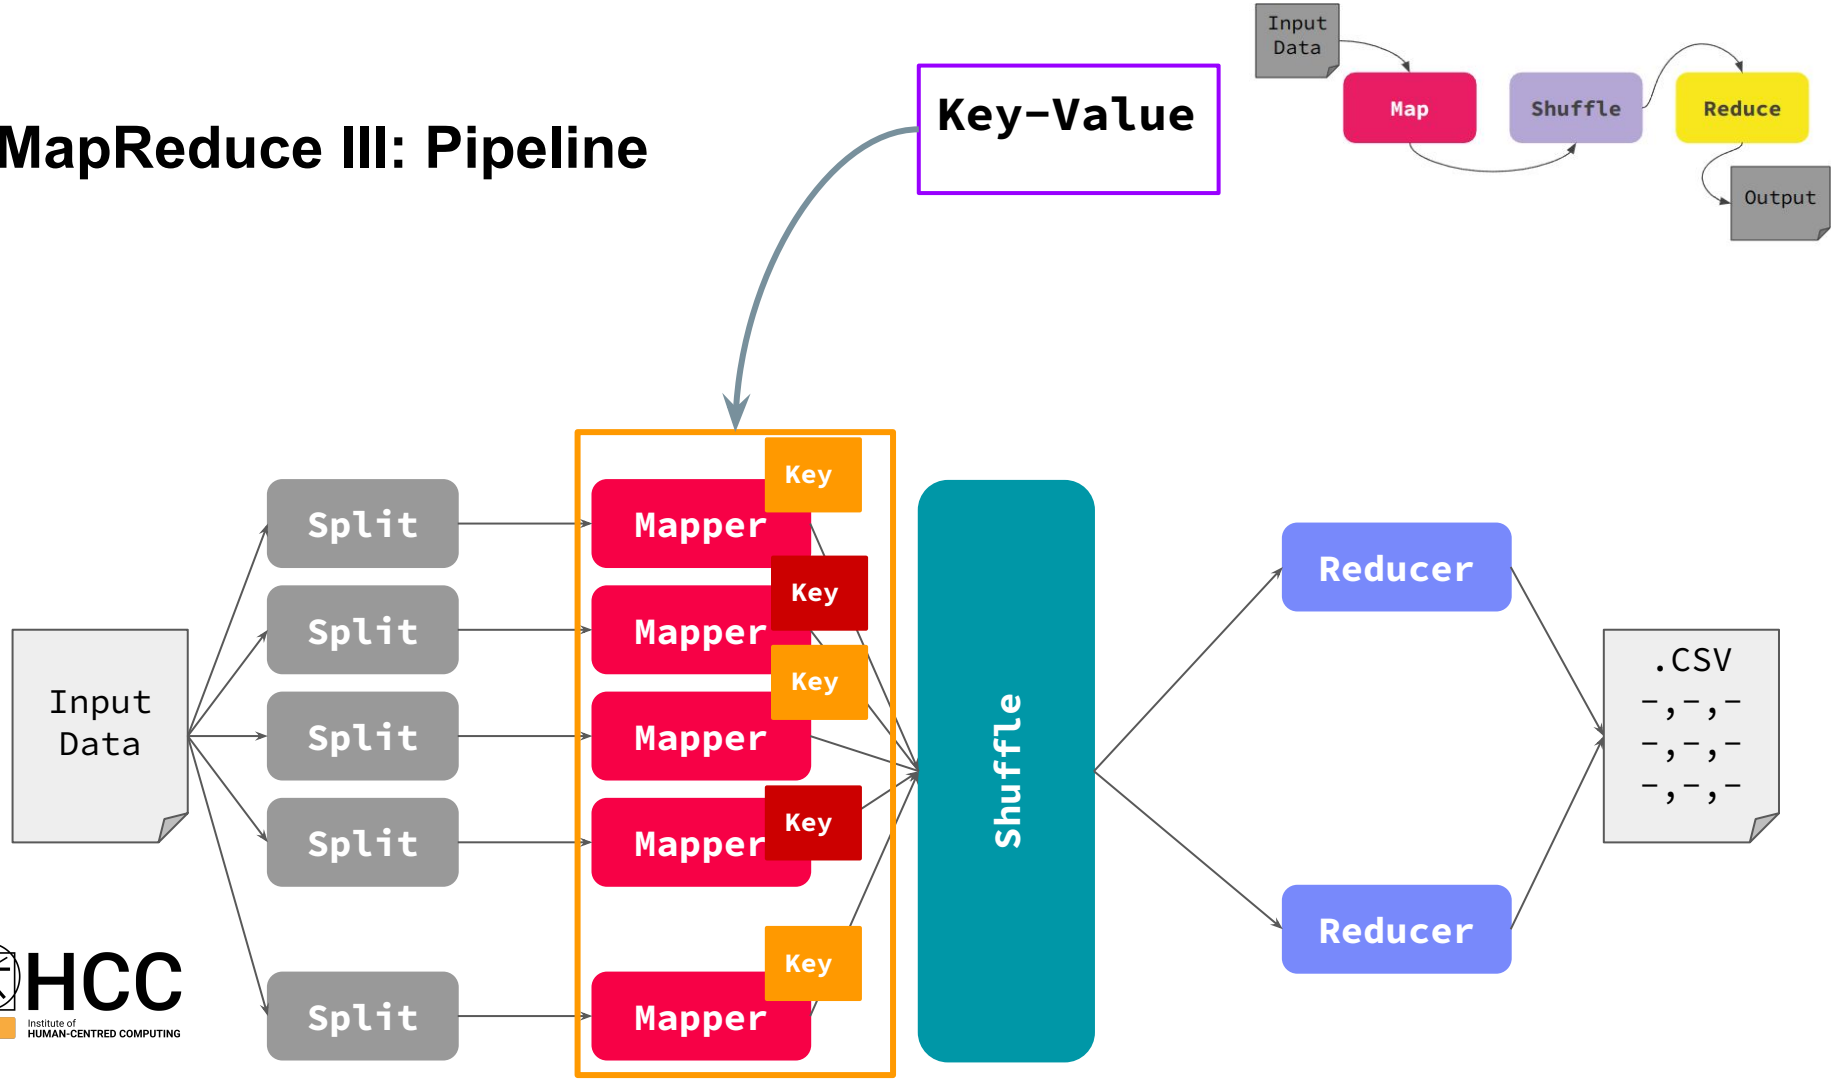 MapReduce III: Pipeline
Key-Value
Input
Data
Map
Shuffle
Reduce
Output
Input
Data
Split
Split
Split
Split
Split
Mapper
Key
Mapper
Key
Mapper
Key
Mapper
Key
Mapper
Key
Shuffle
Reducer
Reducer
.CSV
-,-,-
-,-,-
-,-,-
HCC
Institute of
HUMAN-CENTRED COMPUTING